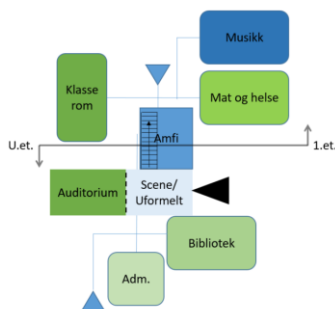 Musikk
Klasse
rom
Mat og helse
Amfi
U.et.
1.et.
Auditorium
Scene/
Uformelt
Bibliotek
Adm.